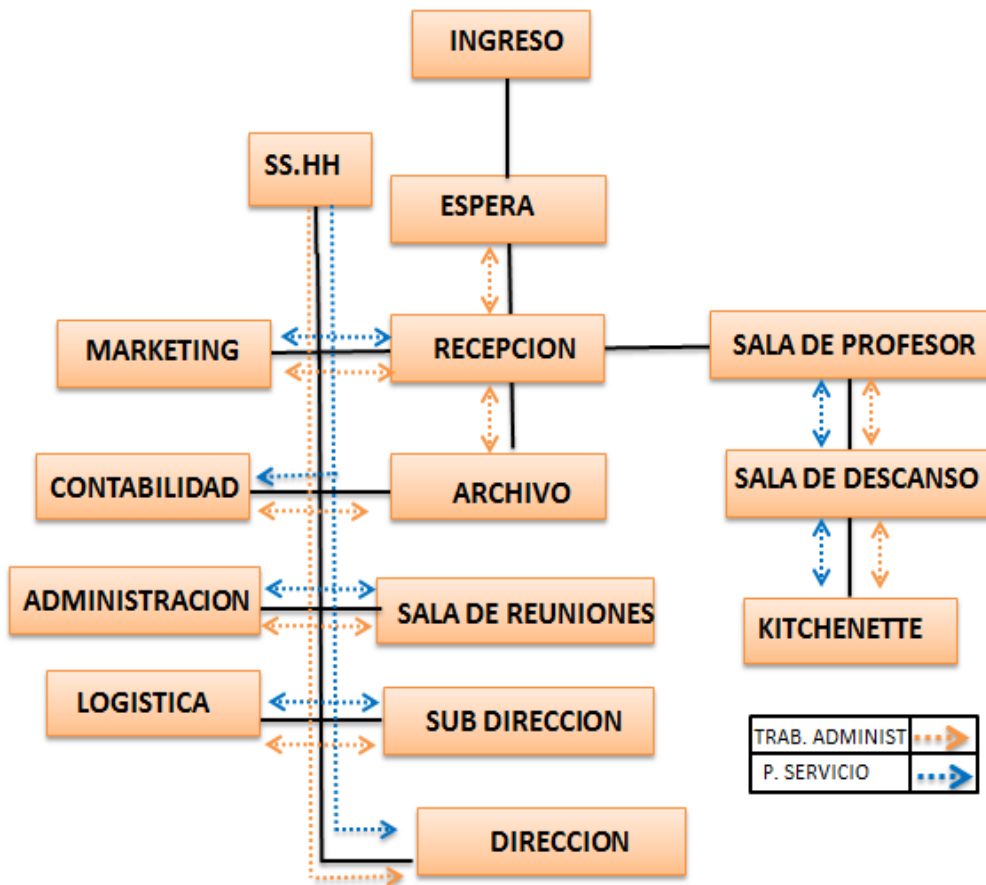 INGRESO
SS.HH
ESPERA
MARKETING
RECEPCION
SALA DE PROFESOR
CONTABILIDAD
ARCHIVO
SALA DE DESCANSO
ADMINISTRACION
SALA DE REUNIONES
KITCHENETTE
LOGISTICA
SUB DIRECCION
TRAB. ADMINIST
P. SERVICIO
DIRECCION